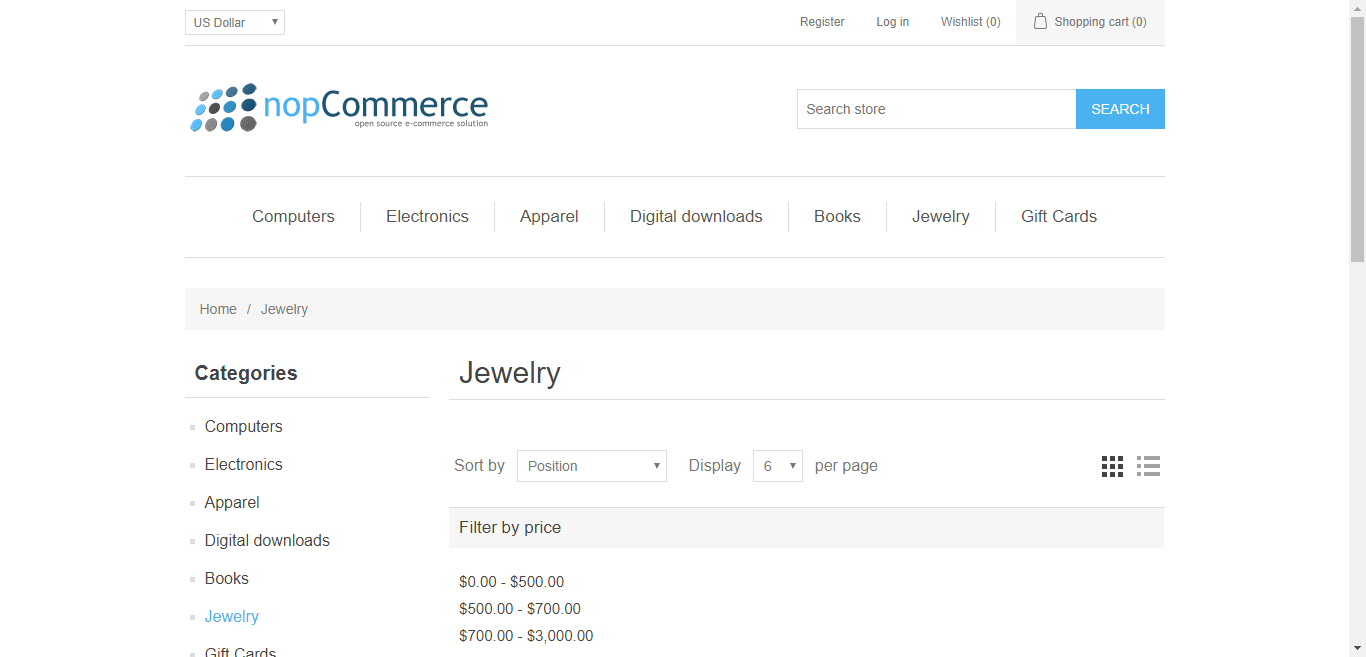 US Dollar Register Log in Wishlist (0) Shopping cart (0)
nopCommerce
open source e-commerce solution
Search store SEARCH
Computers Electronics Apparel Digital downloads Books Jewelry Gift Cards
Home / Jewelry
Categories
Computers
Electronics
Apparel
Digital downloads
Books
Jewelry
Gift Cards
Jewelry
Sort by Position Display 6 per page
Filter by price
$0.00 - $500.00
$500.00 - $700.00
$700.00 - $3,000.00